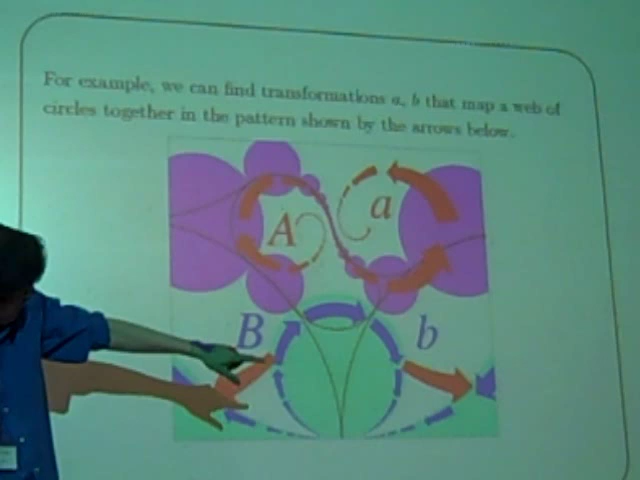 For example, we can find transformations a, b that map a web of
circles together in the pattern shown by the arrows below.
A
a
B
b